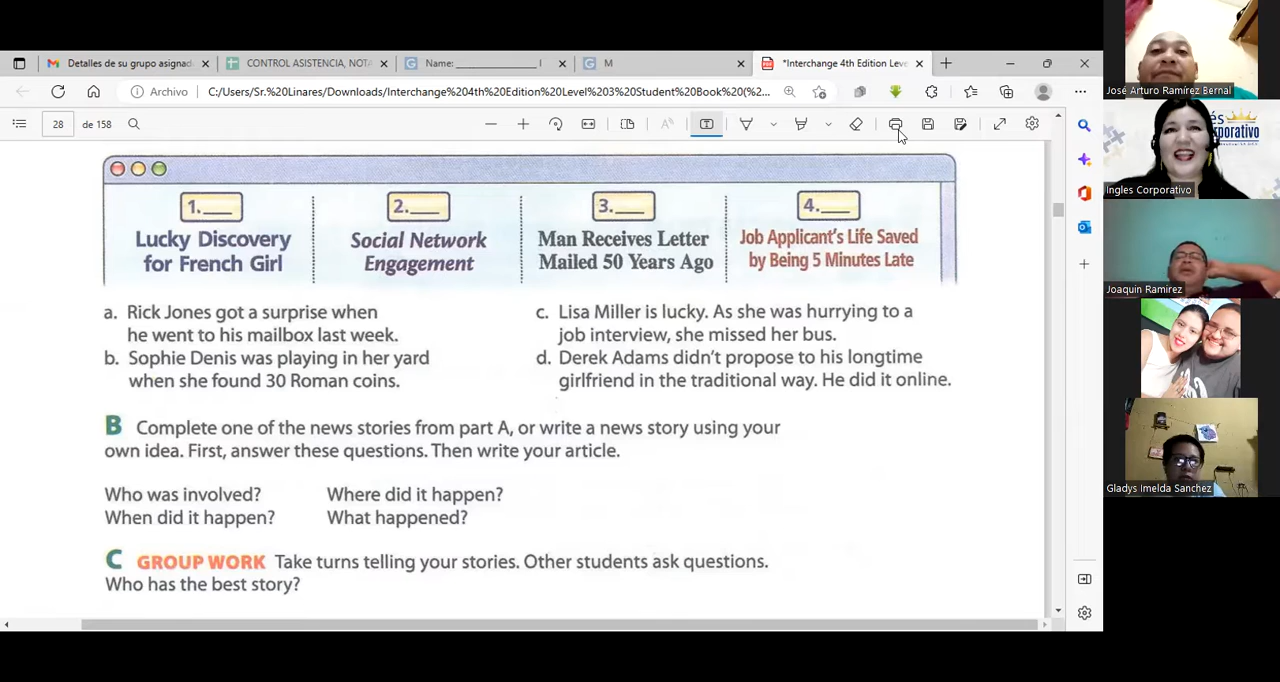 Detalles de su grupo asignad
CONTROL ASISTENCIA, NOTA
Name: ______________ I
M
*Interchange 4th Edition Leve
Archivo
C:/Users/Sr.%20Linares/Downloads/Interchange%204th%20Edition%20Level%203%20Student%20Book%20(%2...
28
de 158
1.___
2.___
3.___
4.___
Lucky Discovery
for French Girl
Social Network
Engagement
Man Receives Letter
Mailed 50 Years Ago
Job Applicant's Life Saved
by Being 5 Minutes Late
a. Rick Jones got a surprise when
he went to his mailbox last week.
b. Sophie Denis was playing in her yard
when she found 30 Roman coins.
c. Lisa Miller is lucky. As she was hurrying to a
job interview, she missed her bus.
d. Derek Adams didn't propose to his longtime
girlfriend in the traditional way. He did it online.
B Complete one of the news stories from part A, or write a news story using your
own idea. First, answer these questions. Then write your article.
Who was involved?
Where did it happen?
When did it happen?
What happened?
C GROUP WORK Take turns telling your stories. Other students ask questions.
Who has the best story?
José Arturo Ramírez Bernal
Ingles Corporativo
Joaquin Ramírez
Gladys Imelda Sanchez